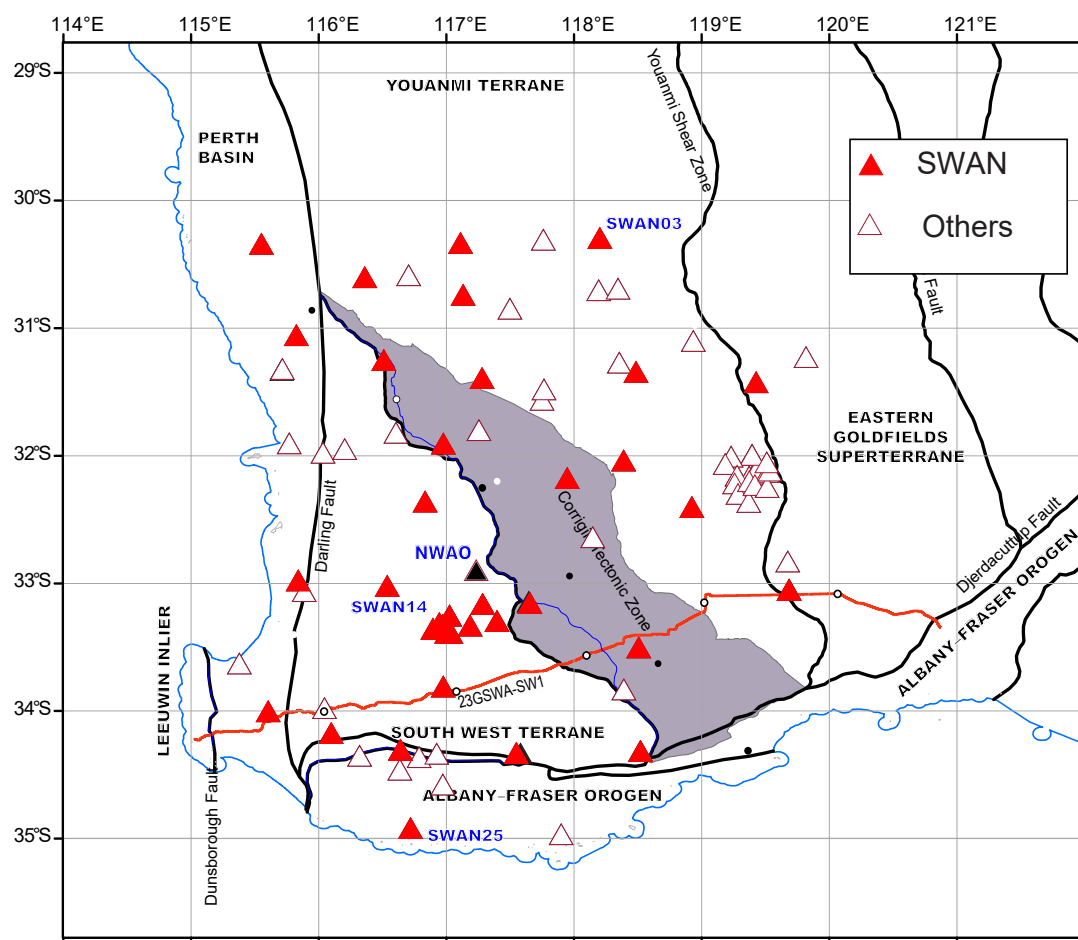 114°E 115°E 116°E 117°E 118°E 119°E 120°E 121°E
29°S
YOUANMI TERRANE
Youanmi Shear Zone
PERTH
BASIN
SWAN
Others
30°S
SWAN03
Fault
31°S
EASTERN
GOLDFIELDS
SUPERTERRANE
32°S
Darling Fault
Corrigin Tectonic Zone
NWAO
Djerdacuttup Fault
33°S
SWAN14
ALBANY–FRASER OROGEN
LEEUWIN INLIER
23GSWA-SW1
34°S
SOUTH WEST TERRANE
Dunsborough Fault
ALBANY–FRASER OROGEN
35°S
SWAN25